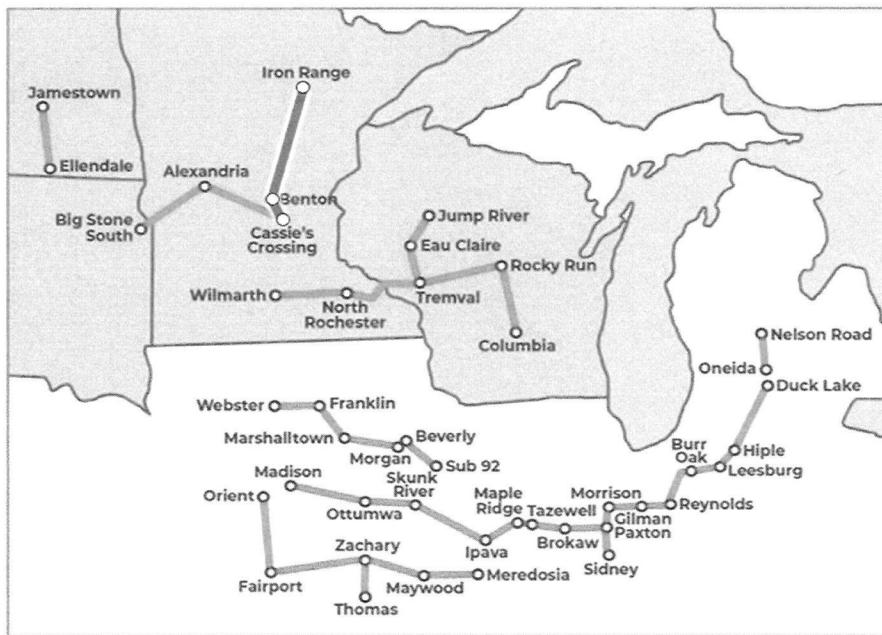 Iron Range
Jamestown
Ellendale
Alexandria
Benton
Big Stone
South
Cassie's
Crossing
Jump River
Eau Claire
Rocky Run
Wilmarth
North
Rochester
Tremval
Columbia
Nelson Road
Oneida
Duck Lake
Webster
Franklin
Marshalltown
Beverly
Morgan
Sub 92
Burr
Oak
Hiple
Leesburg
Madison
Skunk
River
Orient
Ottumwa
Maple
Ridge
Tazewell
Morrison
Reynolds
Gilman
Paxton
Ipava
Brokaw
Sidney
Zachary
Fairport
Maywood
Meredosia
Thomas